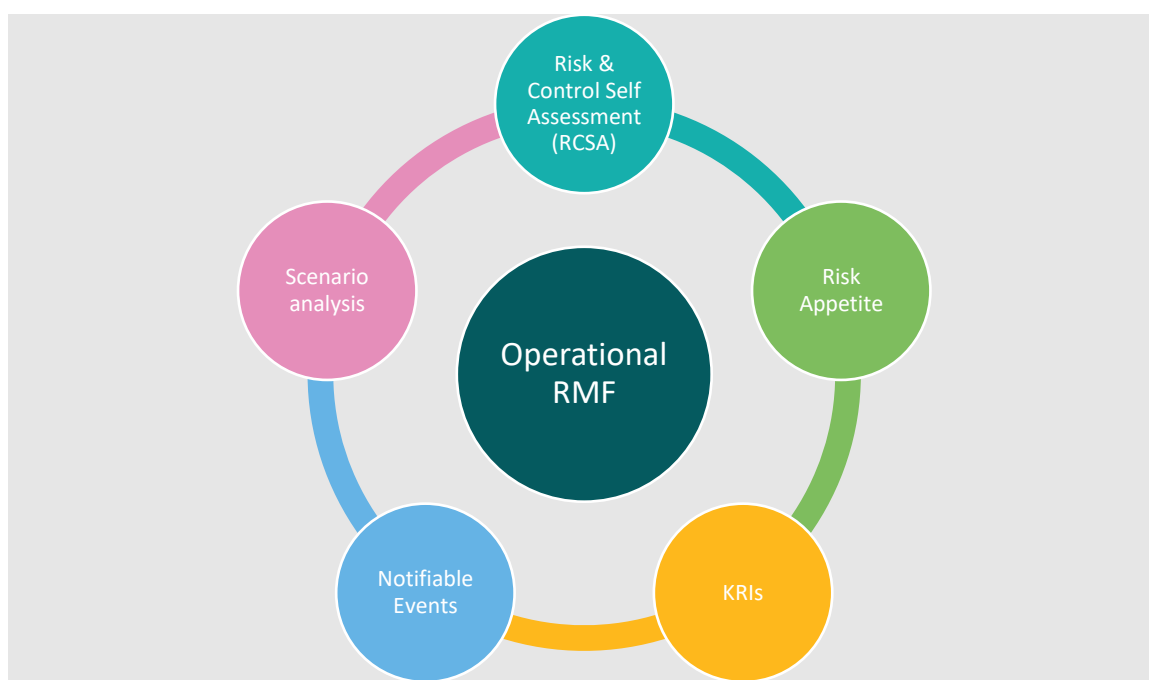 Risk &
Control Self
Assessment
(RCSA)
Risk
Appetite
Scenario
analysis
Operational
RMF
Notifiable
Events
KRIs